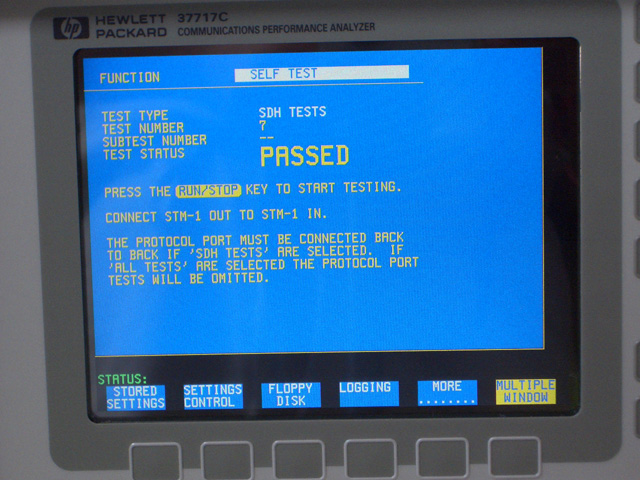 hp HEWLETT 37717C
PACKARD COMMUNICATIONS PERFORMANCE ANALYZER
FUNCTION SELF TEST
TEST TYPE SDH TESTS
TEST NUMBER 7
SUBTEST NUMBER --
TEST STATUS PASSED
PRESS THE RUN/STOP KEY TO START TESTING.
CONNECT STM-1 OUT TO STM-1 IN.
THE PROTOCOL PORT MUST BE CONNECTED BACK
TO BACK IF 'SDH TESTS' ARE SELECTED. IF
'ALL TESTS' ARE SELECTED THE PROTOCOL PORT
TESTS WILL BE OMITTED.
STATUS:
STORED SETTINGS FLOPPY LOGGING MORE MULTIPLE
SETTINGS CONTROL DISK ........ WINDOW